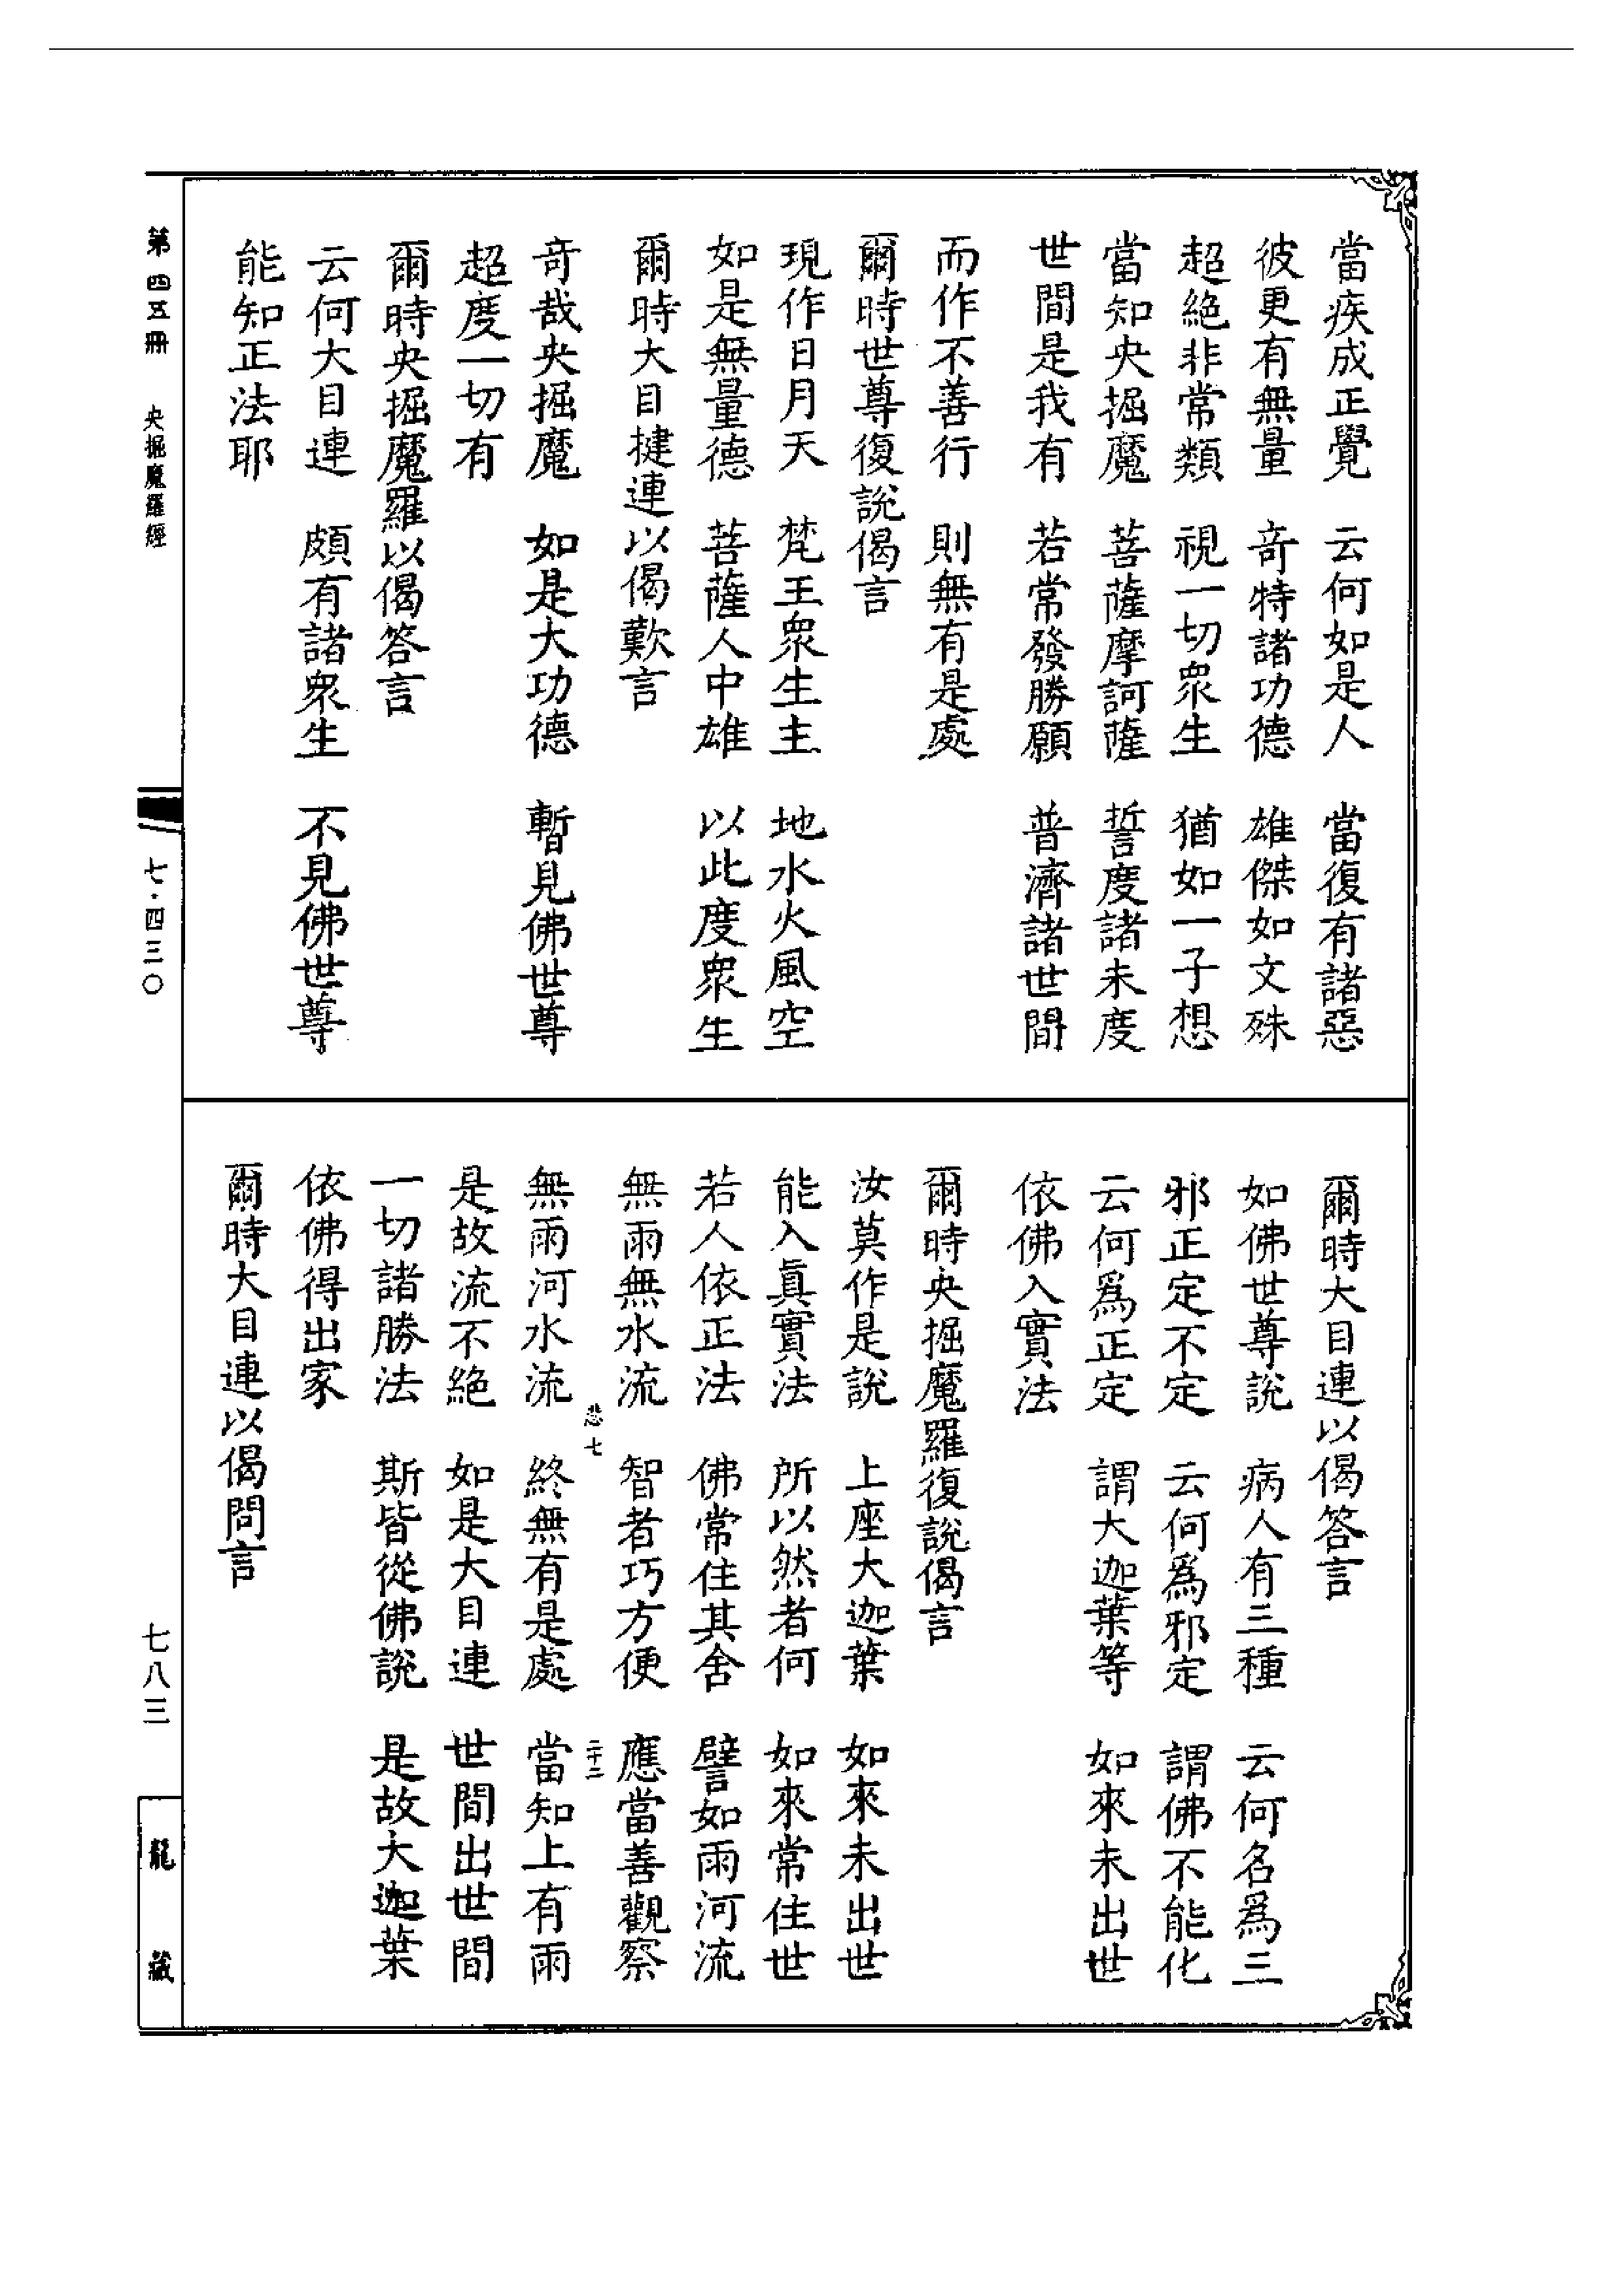 當疾成正覺　云何如是人　當復有諸惡
彼更有無量　竒特諸功德　雄傑如文殊
超絶非常類　視一切眾生　猶如一子想
當知央掘魔　菩薩摩訶薩　誓度諸未度
世間是我有　若常發勝願　普濟諸世間
而作不善行　則無有是處
爾時世尊復説偈言
現作日月天　梵王眾生主　地水火風空
如是無量德　菩薩人中雄　以此度眾生
爾時大目揵連以偈歎言
竒哉央掘魔　如是大功德　暫見佛世尊
超度一切有
爾時央掘魔羅以偈答言
云何大目連　頗有諸眾生　不見佛世尊
能知正法耶
爾時大目連以偈答言
如佛世尊説　病人有三種　云何名爲三
邪正定不定　云何爲邪定　謂佛不能化
云何爲正定　謂大迦葉等　如來未出世
依佛入實法
爾時央掘魔羅復説偈言
汝莫作是説　上座大迦葉　如來未出世
能入眞實法　所以然者何　如來常住世
若人依正法　佛常住其舍　譬如雨河流
無雨無水流　智者巧方便　應當善觀察
悲七　二十二
無雨河水流　終無有是處　當知上有雨
是故流不絶　如是大目連　世間出世間
一切諸勝法　斯皆從佛説　是故大迦葉
依佛得出家
爾時大目連以偈問言
第四五冊　央掘魔羅經
七·四三〇
七八三
龍藏